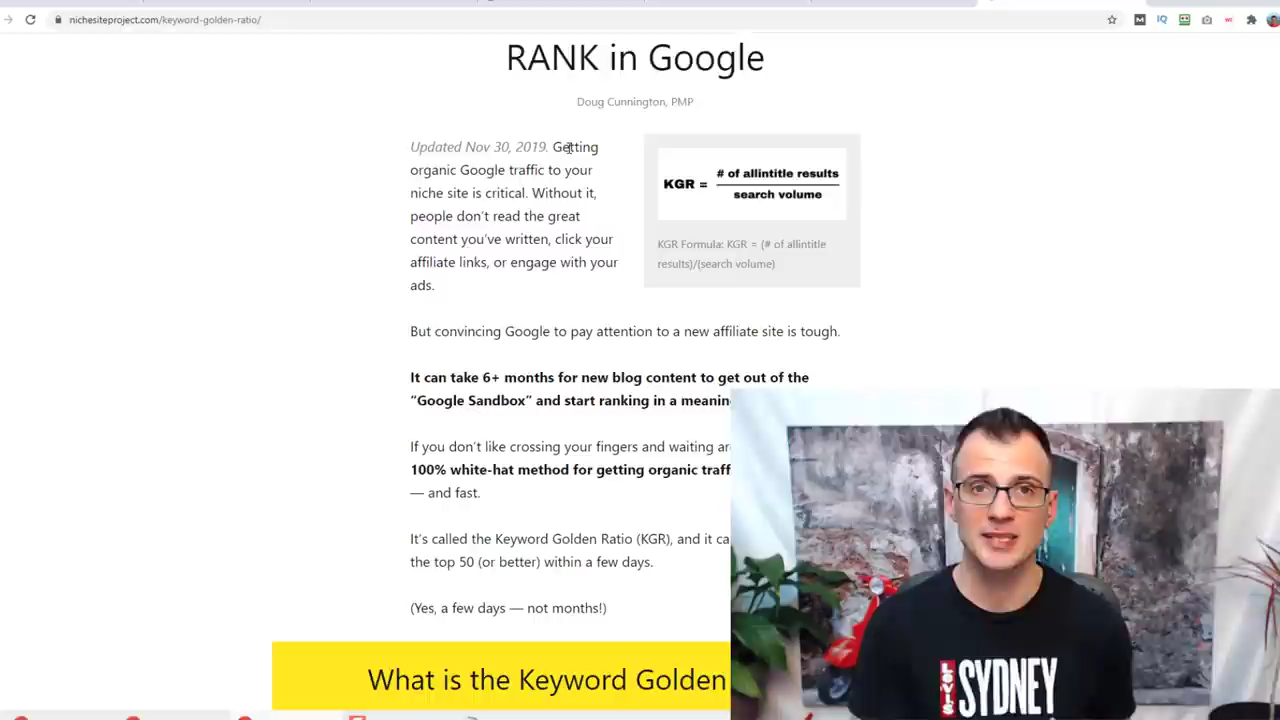 nichesiteproject.com/keyword-golden-ratio/
RANK in Google
Doug Cunnington, PMP
Updated Nov 30, 2019. Getting
organic Google traffic to your
niche site is critical. Without it,
people don't read the great
content you've written, click your
affiliate links, or engage with your
ads.
KGR = # of allintitle results
search volume
KGR Formula: KGR = (# of allintitle
results)/(search volume)
But convincing Google to pay attention to a new affiliate site is tough.
It can take 6+ months for new blog content to get out of the
“Google Sandbox” and start ranking in a
If you don't like crossing your fingers and waiting
100% white-hat method for getting organic
— and fast.
It's called the Keyword Golden Ratio (KGR), and it
the top 50 (or better) within a few days.
(Yes, a few days — not months!)
What is the Keyword Golden
LEVI'S
SYDNEY